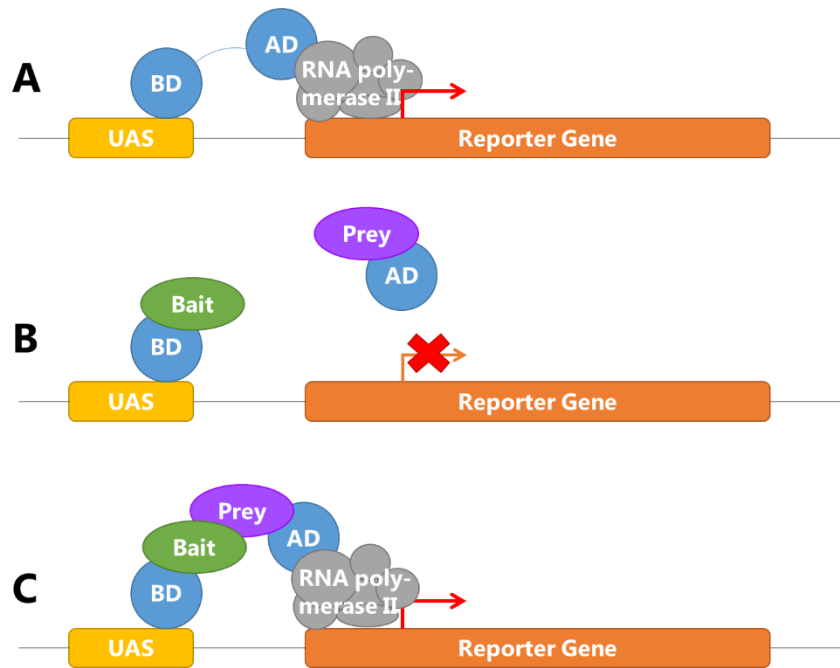 A
BD
AD
RNA poly-
merase II
UAS
Reporter Gene
B
Bait
BD
Prey
AD
UAS
Reporter Gene
C
Prey
Bait
BD
AD
RNA poly-
merase II
UAS
Reporter Gene